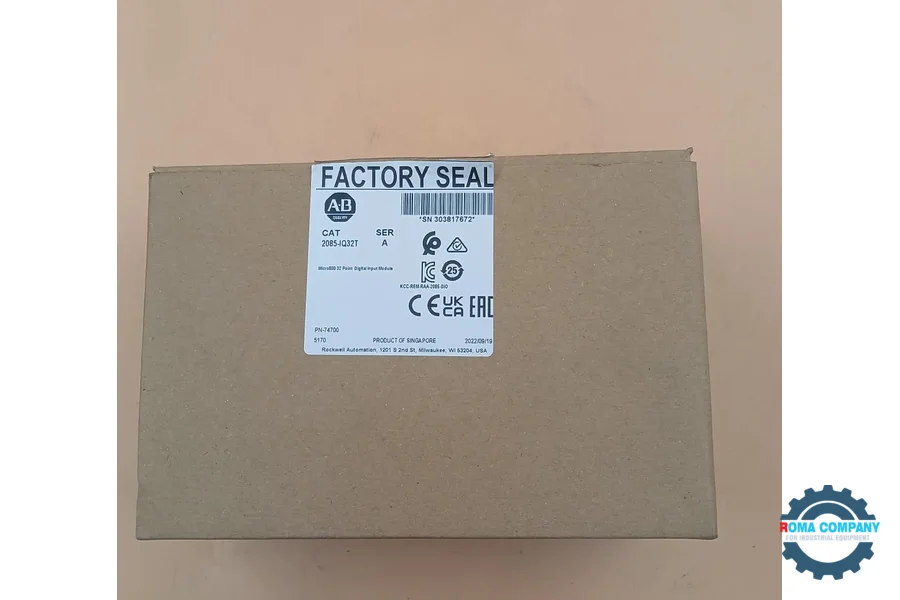 FACTORY SEAL
A-B
QUALITY
*SN 303817672*
CAT SER
2085-IQ32T A
Micro800 32 Point Digital Input Module
25
KCC-REM-RAA-2085-DIO
CE UK CA EAC
PN-74700
5170 PRODUCT OF SINGAPORE 2022/09/19
Rockwell Automation, 1201 S 2nd St, Milwaukee, WI 53204, USA
ROMA COMPANY
FOR INDUSTRIAL EQUIPMENT